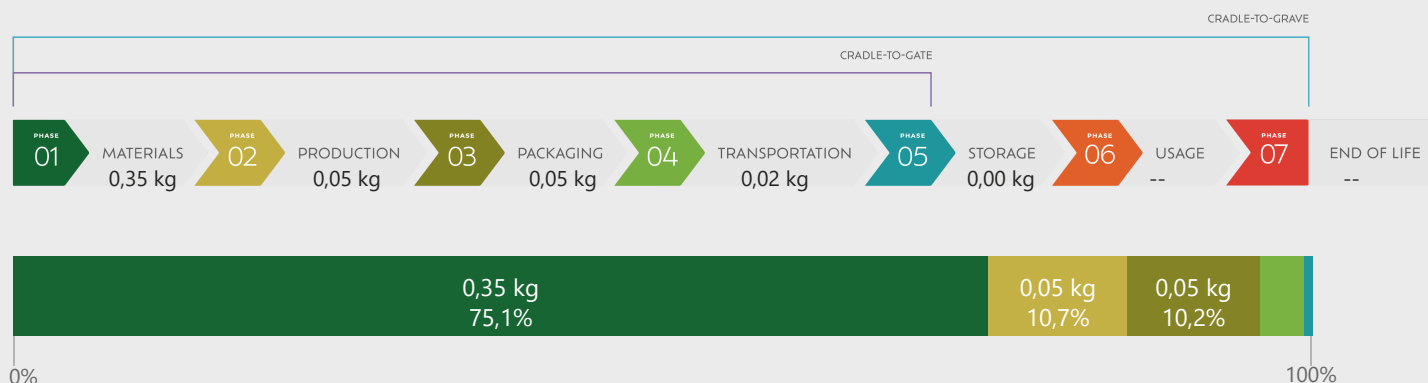 CRADLE-TO-GRAVE
CRADLE-TO-GATE
PHASE
01
MATERIALS
0,35 kg
PHASE
02
PRODUCTION
0,05 kg
PHASE
03
PACKAGING
0,05 kg
PHASE
04
TRANSPORTATION
0,02 kg
PHASE
05
STORAGE
0,00 kg
PHASE
06
USAGE
--
PHASE
07
END OF LIFE
--
0,35 kg
75,1%
0,05 kg
10,7%
0,05 kg
10,2%
0%
100%